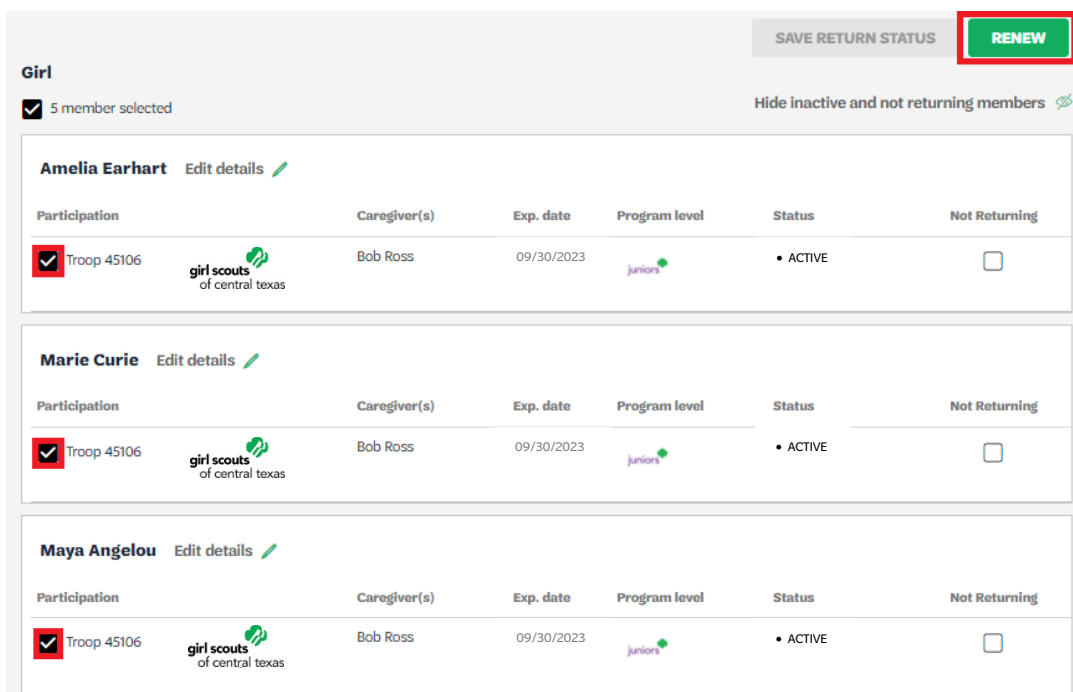 SAVE RETURN STATUS RENEW
Girl
5 member selected
Hide inactive and not returning members
Amelia Earhart Edit details
Participation Caregiver(s) Exp. date Program level Status Not Returning
Troop 45106 girl scouts of central texas Bob Ross 09/30/2023 juniors • ACTIVE
Marie Curie Edit details
Participation Caregiver(s) Exp. date Program level Status Not Returning
Troop 45106 girl scouts of central texas Bob Ross 09/30/2023 juniors • ACTIVE
Maya Angelou Edit details
Participation Caregiver(s) Exp. date Program level Status Not Returning
Troop 45106 girl scouts of central texas Bob Ross 09/30/2023 juniors • ACTIVE